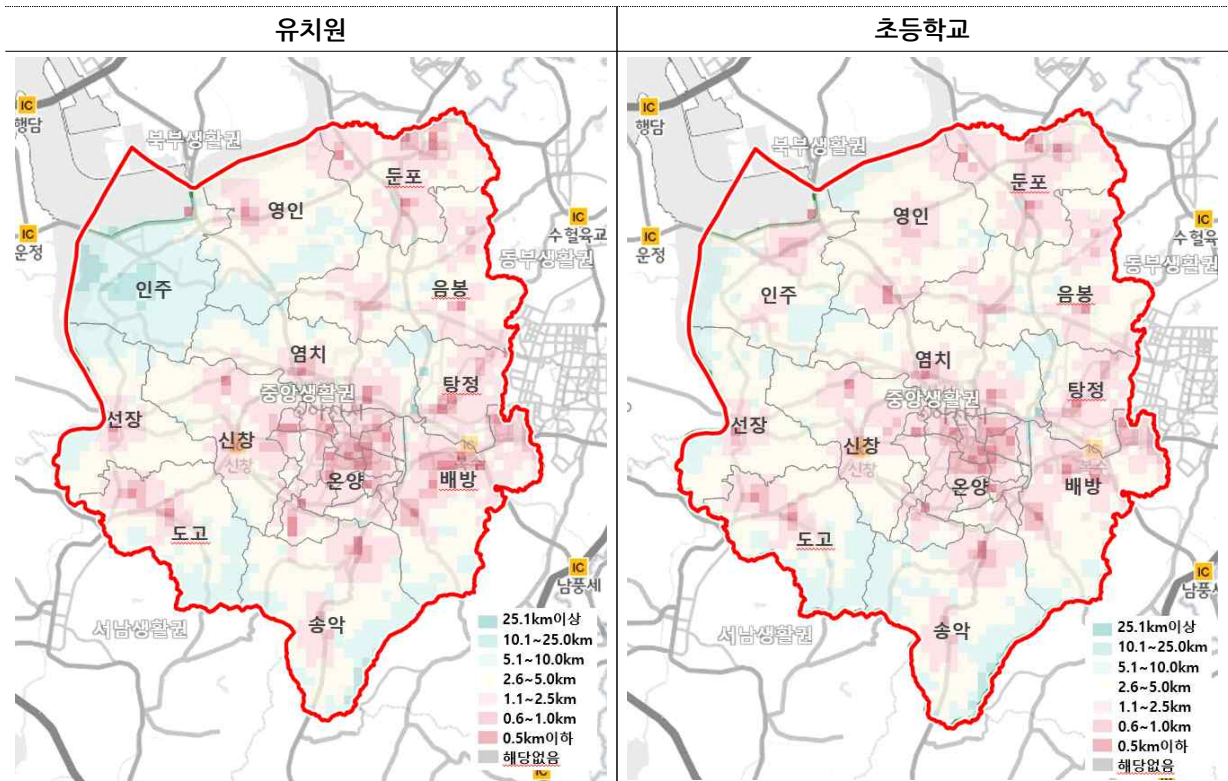 유치원
초등학교
IC
행담
북부생활권
둔포
영인
IC
운정
IC
수헐육교
동부생활권
인주
음봉
염치
중앙생활권
탕정
선장
신창
신창
온양
배방
도고
IC
남풍세
서남생활권
송악
25.1km이상
10.1~25.0km
5.1~10.0km
2.6~5.0km
1.1~2.5km
0.6~1.0km
0.5km이하
해당없음
IC
IC
행담
북부생활권
둔포
영인
IC
운정
IC
수헐육
동부생활권
인주
음봉
염치
중앙생활권
탕정
선장
신창
신창
온양
배방
도고
IC
남풍세
서남생활권
송악
25.1km이상
10.1~25.0km
5.1~10.0km
2.6~5.0km
1.1~2.5km
0.6~1.0km
0.5km이하
해당없음